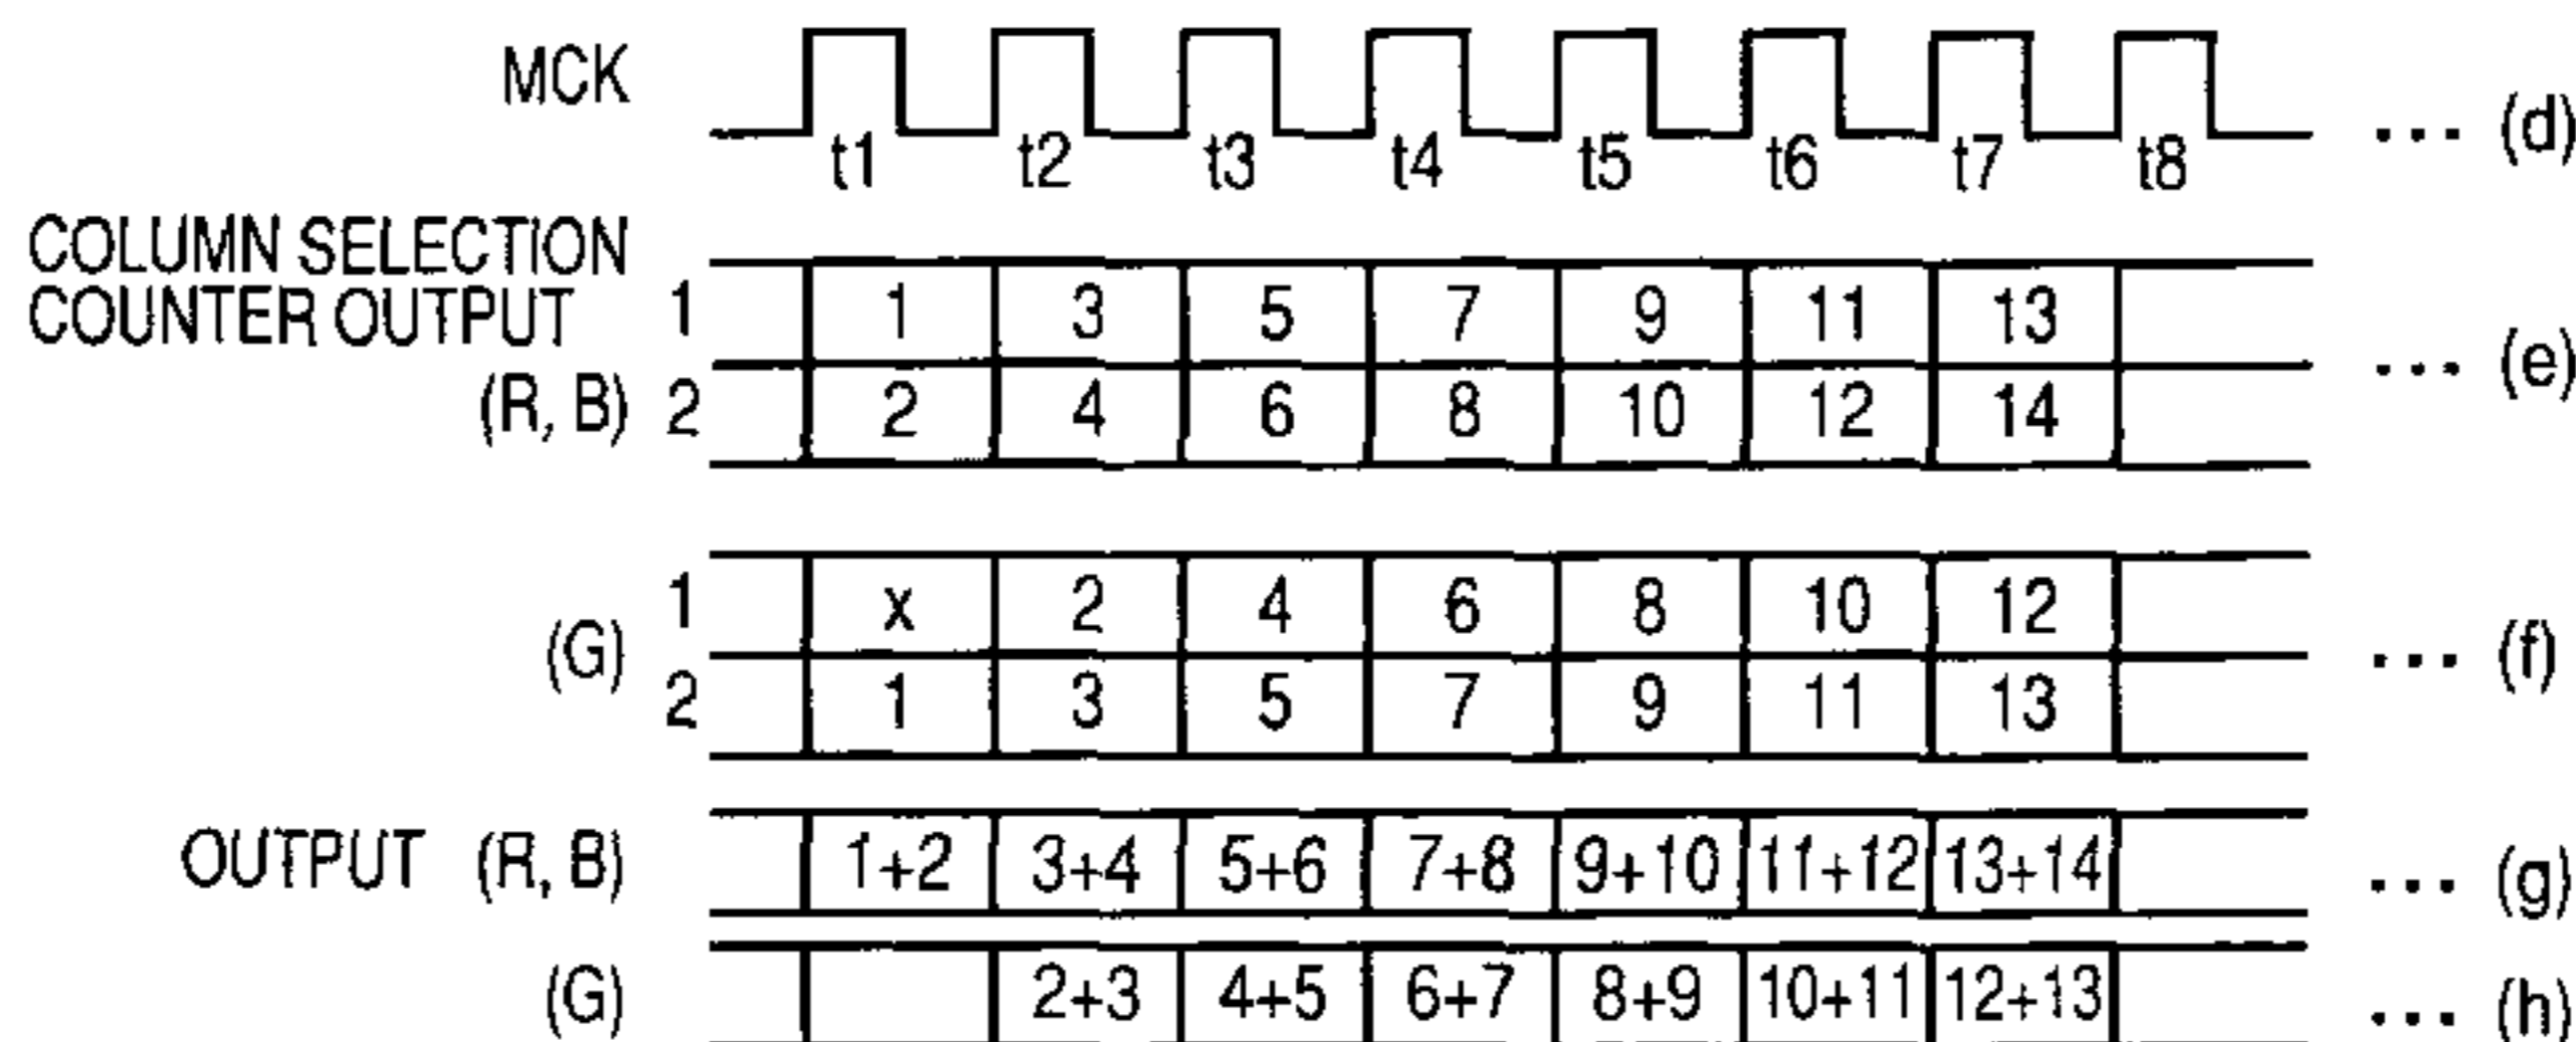 MCK
t1 t2 t3 t4 t5 t6 t7 t8 ... (d)
COLUMN SELECTION
COUNTER OUTPUT 1 1 3 5 7 9 11 13
... (e)
(R, B) 2 2 4 6 8 10 12 14
1 x 2 4 6 8 10 12
(G) ... (f)
2 1 3 5 7 9 11 13
OUTPUT (R, B) 1+2 3+4 5+6 7+8 9+10 11+12 13+14 ... (g)
(G) 2+3 4+5 6+7 8+9 10+11 12+13 ... (h)